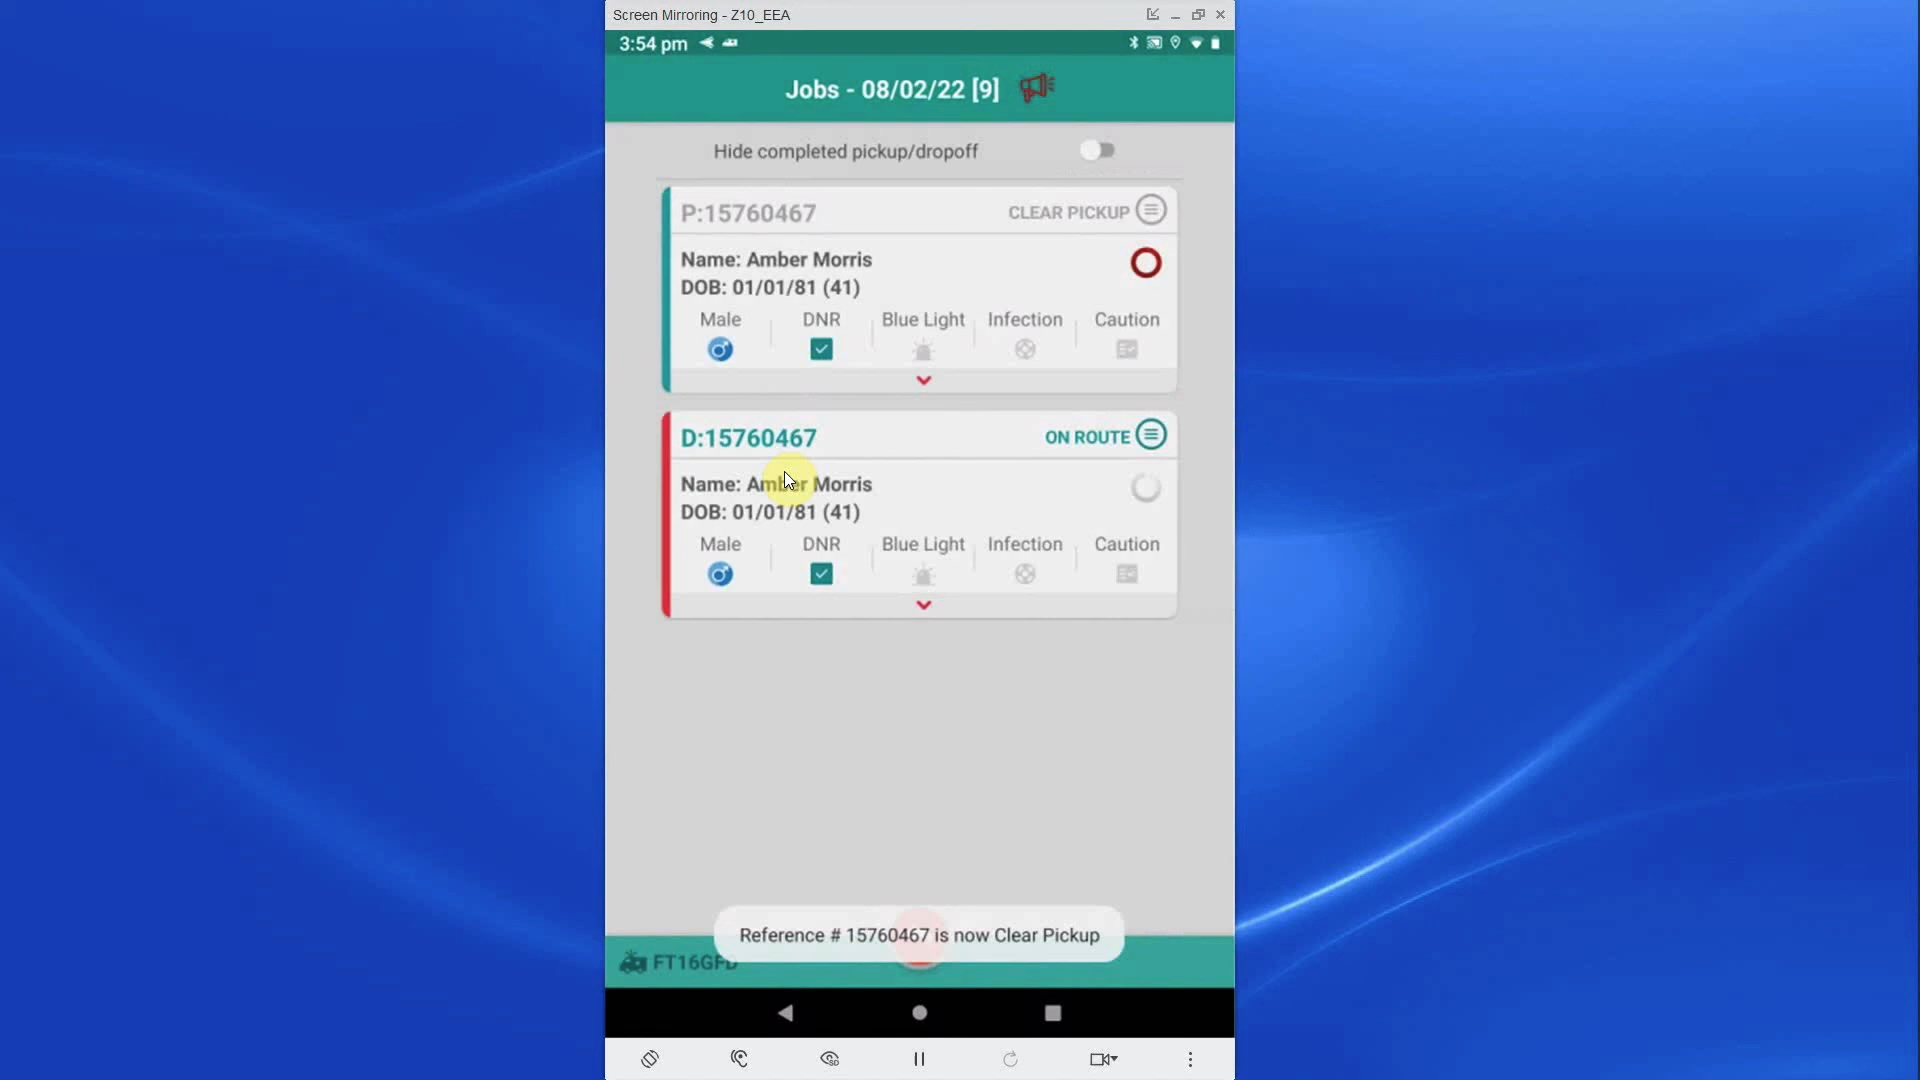 Screen Mirroring - Z10_EEA
3:54 pm
Jobs - 08/02/22 [9]
Hide completed pickup/dropoff
P:15760467 CLEAR PICKUP
Name: Amber Morris
DOB: 01/01/81 (41)
Male DNR Blue Light Infection Caution
D:15760467 ON ROUTE
Name: Amber Morris
DOB: 01/01/81 (41)
Male DNR Blue Light Infection Caution
Reference # 15760467 is now Clear Pickup
FT16GFD